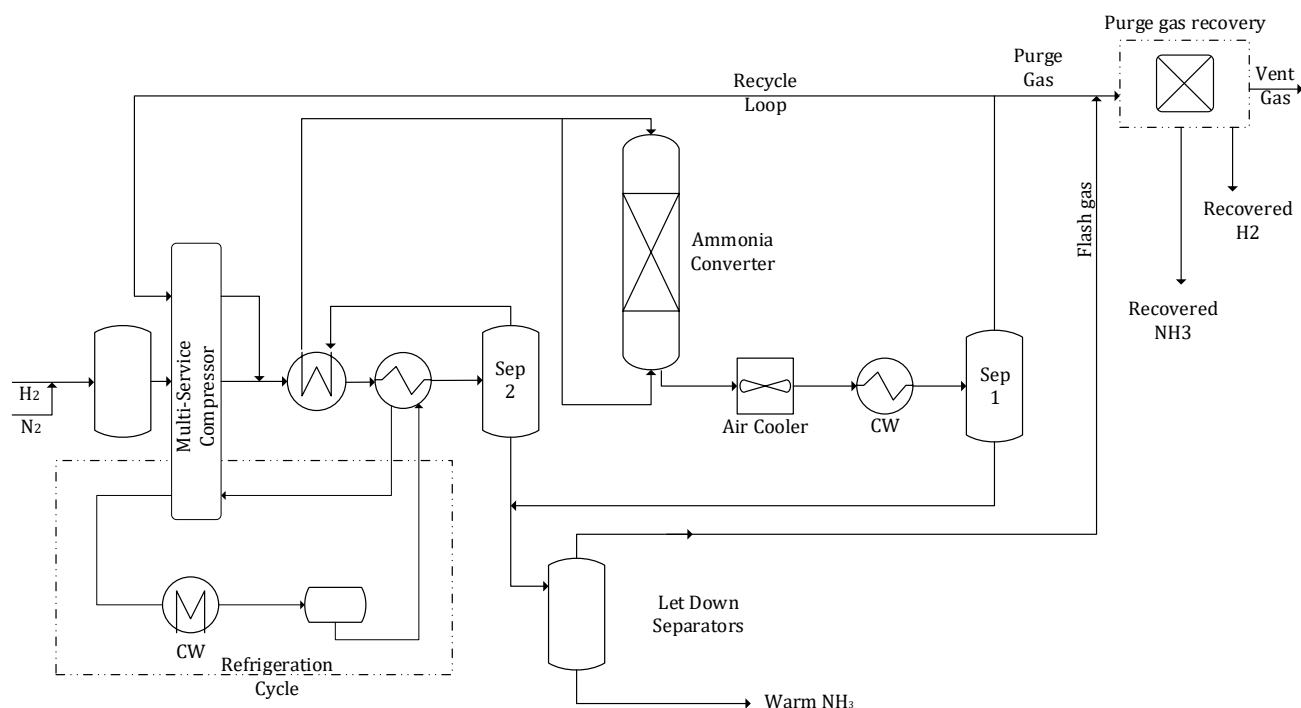 Purge gas recovery
Purge
Gas
Vent
Gas
Recycle
Loop
Flash gas
Recovered
H2
Ammonia
Converter
Recovered
NH3
Multi-Service
Compressor
Sep
2
Sep
1
H2
N2
Air Cooler
CW
Let Down
Separators
CW
Refrigeration
Cycle
Warm NH3